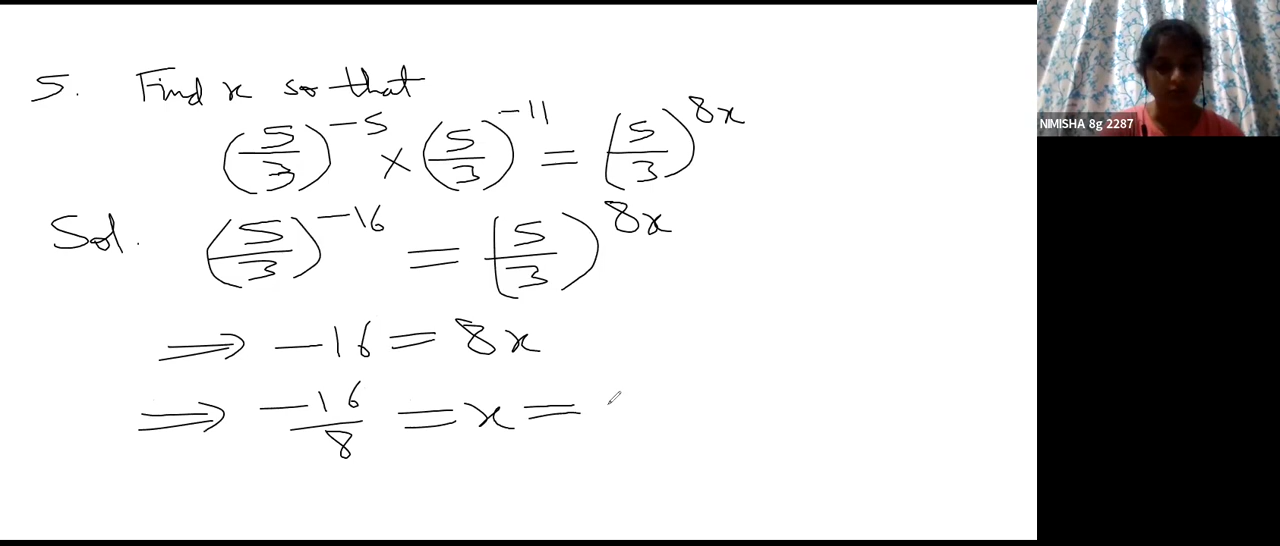 5. Find x so that
(5/3)^-5 × (5/3)^-11 = (5/3)^8x
Sol. (5/3)^-16 = (5/3)^8x
⟹ -16 = 8x
⟹ -16/8 = x =
NIMISHA 8g 2287